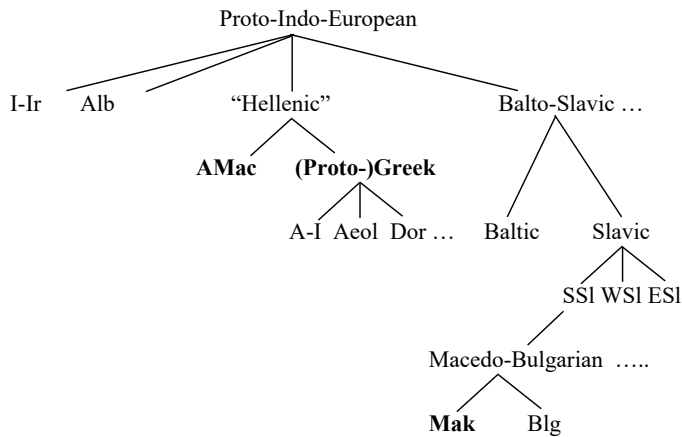 Proto-Indo-European
I-Ir Alb “Hellenic” Balto-Slavic …
AMac (Proto-)Greek
A-I Aeol Dor … Baltic Slavic
SSl WSl ESl
Macedo-Bulgarian …..
Mak Blg